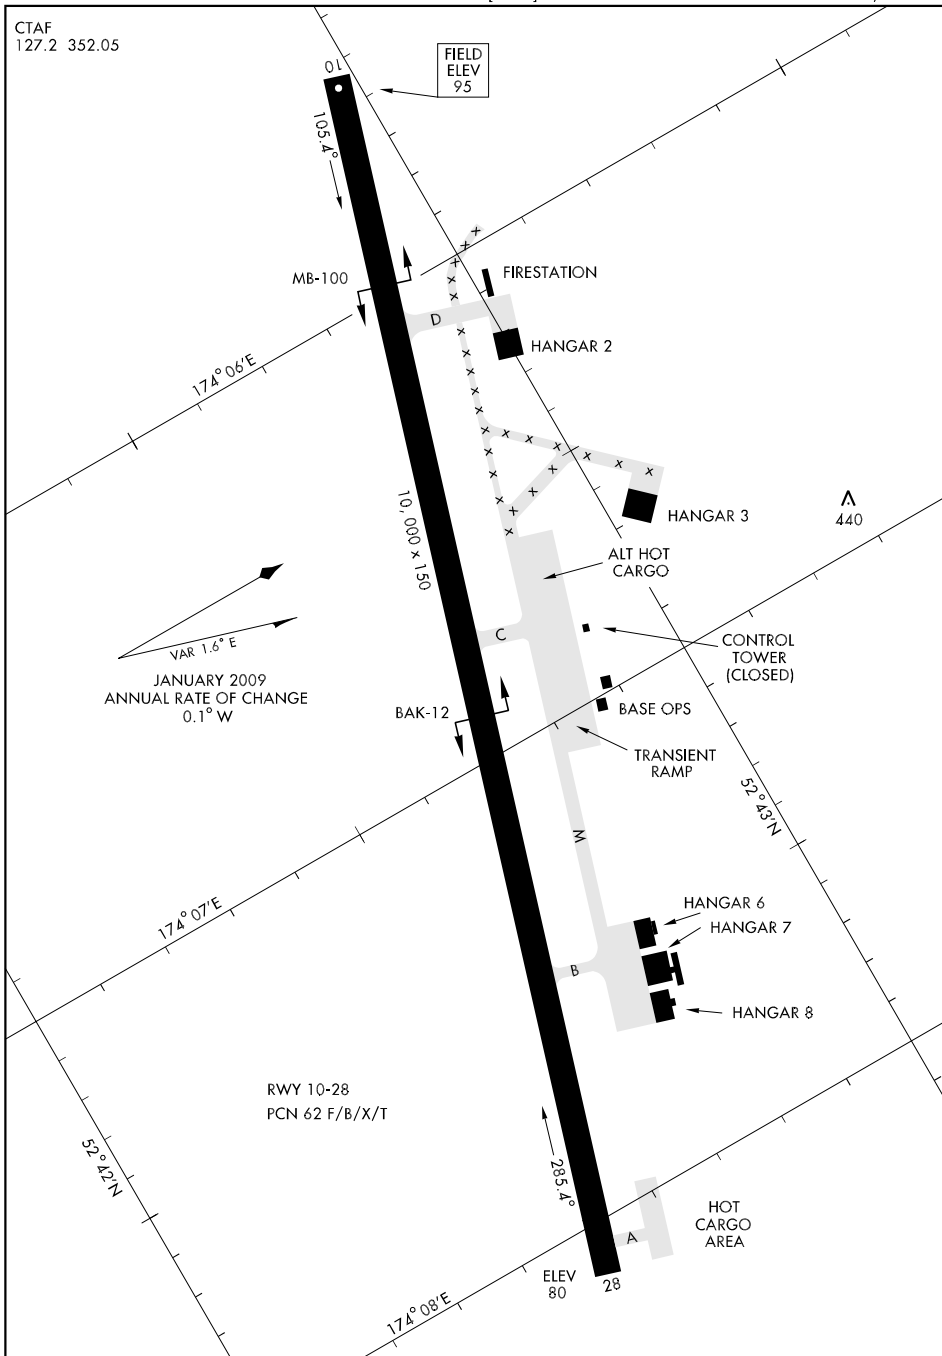 CTAF
127.2 352.05
FIELD
ELEV
95
10
105.4°
MB-100
FIRESTATION
D
HANGAR 2
174°06'E
10,000 x 150
HANGAR 3
440
ALT HOT
CARGO
C
CONTROL
TOWER
(CLOSED)
VAR 1.6° E
JANUARY 2009
ANNUAL RATE OF CHANGE
0.1° W
BAK-12
BASE OPS
TRANSIENT
RAMP
52°43'N
M
174°07'E
HANGAR 6
HANGAR 7
B
HANGAR 8
RWY 10-28
PCN 62 F/B/X/T
52°42'N
285.4°
HOT
CARGO
AREA
A
ELEV
80
28
174°08'E